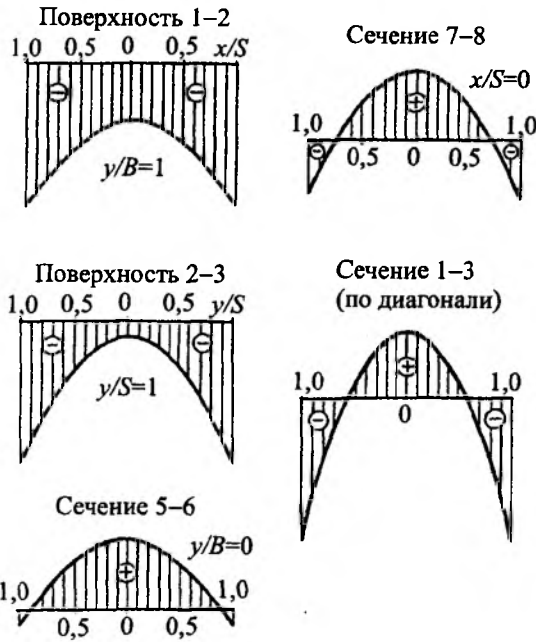 Поверхность 1–2
1,0 0,5 0 0,5 x/S
y/B=1
Сечение 7–8
x/S=0
1,0 1,0
0,5 0 0,5
Поверхность 2–3
1,0 0,5 0 0,5 y/S
y/S=1
Сечение 1–3
(по диагонали)
1,0 1,0
0
Сечение 5–6
y/B=0
1,0 1,0
0,5 0 0,5